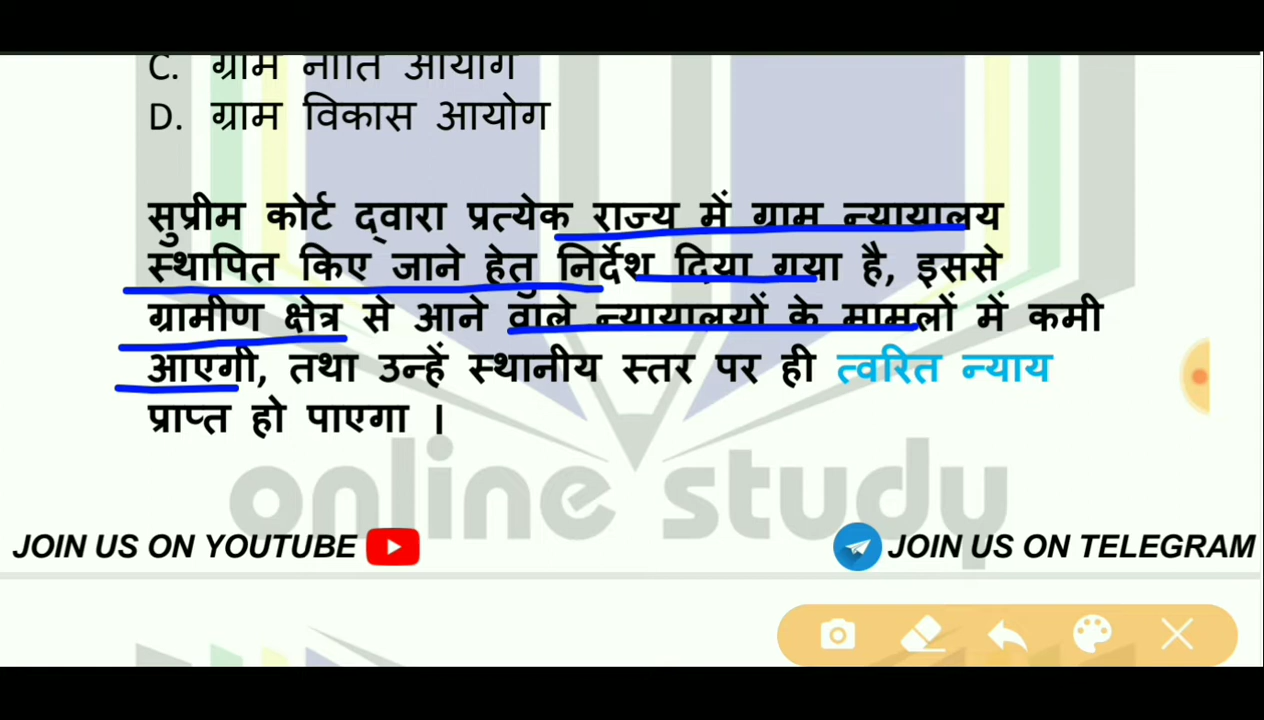 C. ग्राम नीति आयोग
D. ग्राम विकास आयोग
सुप्रीम कोर्ट द्वारा प्रत्येक राज्य में ग्राम न्यायालय
स्थापित किए जाने हेतु निर्देश दिया गया है, इससे
ग्रामीण क्षेत्र से आने वाले न्यायालयों के मामलों में कमी
आएगी, तथा उन्हें स्थानीय स्तर पर ही त्वरित न्याय
प्राप्त हो पाएगा ।
online study
JOIN US ON YOUTUBE
JOIN US ON TELEGRAM